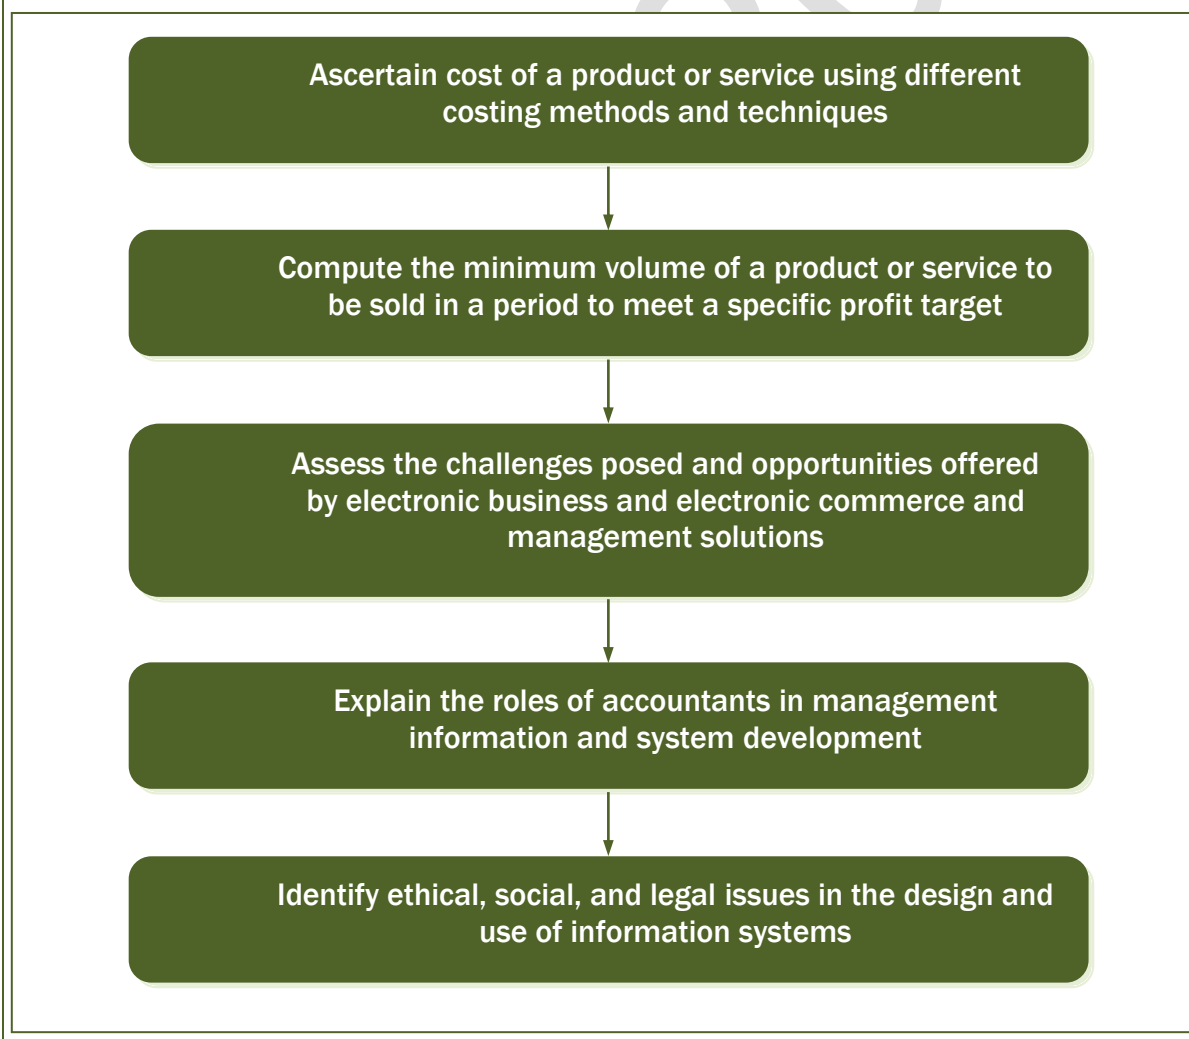 Ascertain cost of a product or service using different
costing methods and techniques
Compute the minimum volume of a product or service to
be sold in a period to meet a specific profit target
Assess the challenges posed and opportunities offered
by electronic business and electronic commerce and
management solutions
Explain the roles of accountants in management
information and system development
Identify ethical, social, and legal issues in the design and
use of information systems